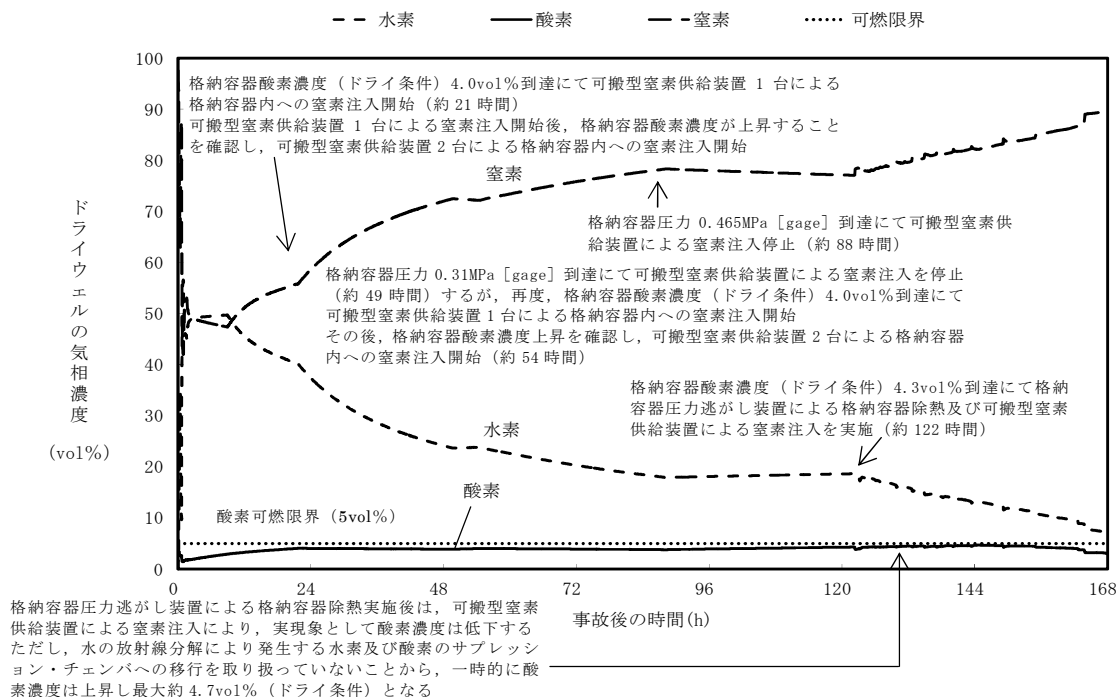 水素
酸素
窒素
可燃限界
100
90
80
70
60
50
40
30
20
10
0
ドライウェルの気相濃度
(vol%)
格納容器酸素濃度（ドライ条件）4.0vol%到達にて可搬型窒素供給装置 1 台による
格納容器内への窒素注入開始（約 21 時間）
可搬型窒素供給装置 1 台による窒素注入開始後，格納容器酸素濃度が上昇すること
を確認し，可搬型窒素供給装置 2 台による格納容器内への窒素注入開始
窒素
格納容器圧力 0.465MPa［gage］到達にて可搬型窒素供
給装置による窒素注入停止（約 88 時間）
格納容器圧力 0.31MPa［gage］到達にて可搬型窒素供給装置による窒素注入を停止
（約 49 時間）するが，再度，格納容器酸素濃度（ドライ条件）4.0vol%到達にて
可搬型窒素供給装置 1 台による格納容器内への窒素注入開始
その後，格納容器酸素濃度上昇を確認し，可搬型窒素供給装置 2 台による格納容器
内への窒素注入開始（約 54 時間）
格納容器酸素濃度（ドライ条件）4.3vol%到達にて格納
容器圧力逃がし装置による格納容器除熱及び可搬型窒素
供給装置による窒素注入を実施（約 122 時間）
水素
酸素
酸素可燃限界（5vol%）
0
24
48
72
96
120
144
168
事故後の時間(h)
格納容器圧力逃がし装置による格納容器除熱実施後は，可搬型窒素
供給装置による窒素注入により，実現象として酸素濃度は低下する
ただし，水の放射線分解により発生する水素及び酸素のサプレッシ
ョン・チェンバへの移行を取り扱っていないことから，一時的に酸
素濃度は上昇し最大約 4.7vol%（ドライ条件）となる